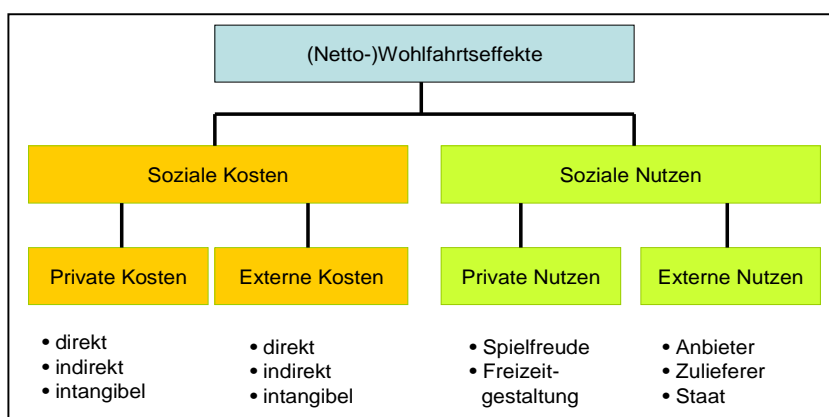 (Netto-)Wohlfahrtseffekte
Soziale Kosten
Soziale Nutzen
Private Kosten
Externe Kosten
Private Nutzen
Externe Nutzen
• direkt
• indirekt
• intangibel
• direkt
• indirekt
• intangibel
• Spielfreude
• Freizeit-
gestaltung
• Anbieter
• Zulieferer
• Staat